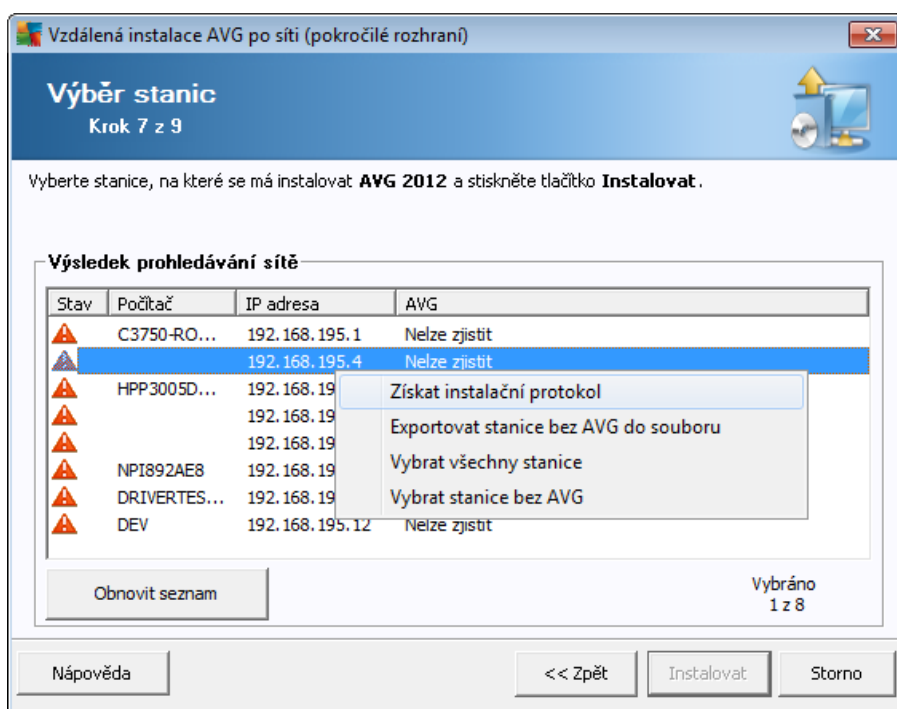 Vzdálená instalace AVG po síti (pokročilé rozhraní)
Výběr stanic
Krok 7 z 9
Vyberte stanice, na které se má instalovat AVG 2012 a stiskněte tlačítko Instalovat.
Výsledek prohledávání sítě
Stav Počítač IP adresa AVG
C3750-RO... 192.168.195.1 Nelze zjistit
192.168.195.4 Nelze zjistit
HPP3005D... 192.168.19
Získat instalační protokol
192.168.19
Exportovat stanice bez AVG do souboru
192.168.19
Vybrat všechny stanice
NPI892AE8 192.168.19
DRIVERTES... 192.168.19
Vybrat stanice bez AVG
DEV 192.168.195.12 Nelze zjistit
Obnovit seznam
Vybráno
1 z 8
Nápověda << Zpět Instalovat Storno